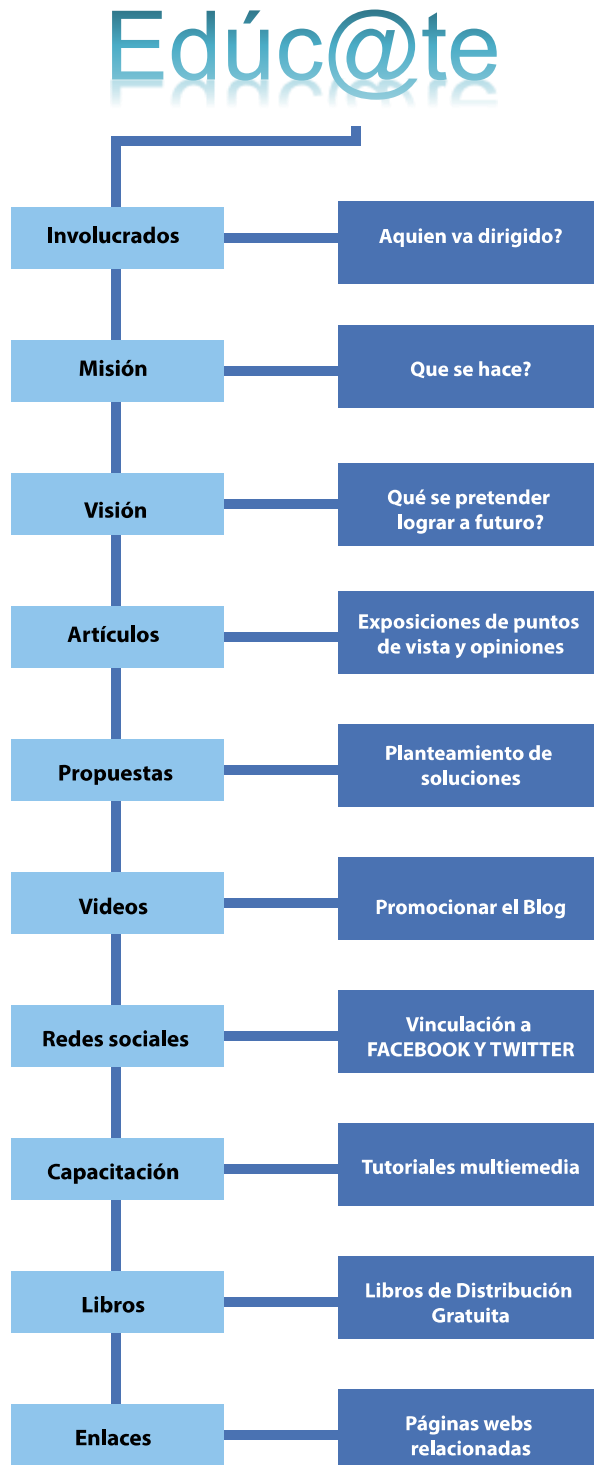 Edúc@te
Involucrados
Aquien va dirigido?
Misión
Que se hace?
Visión
Qué se pretender
lograr a futuro?
Artículos
Exposiciones de puntos
de vista y opiniones
Propuestas
Planteamiento de
soluciones
Videos
Promocionar el Blog
Redes sociales
Vinculación a
FACEBOOK Y TWITTER
Capacitación
Tutoriales multiemedia
Libros
Libros de Distribución
Gratuita
Enlaces
Páginas webs
relacionadas